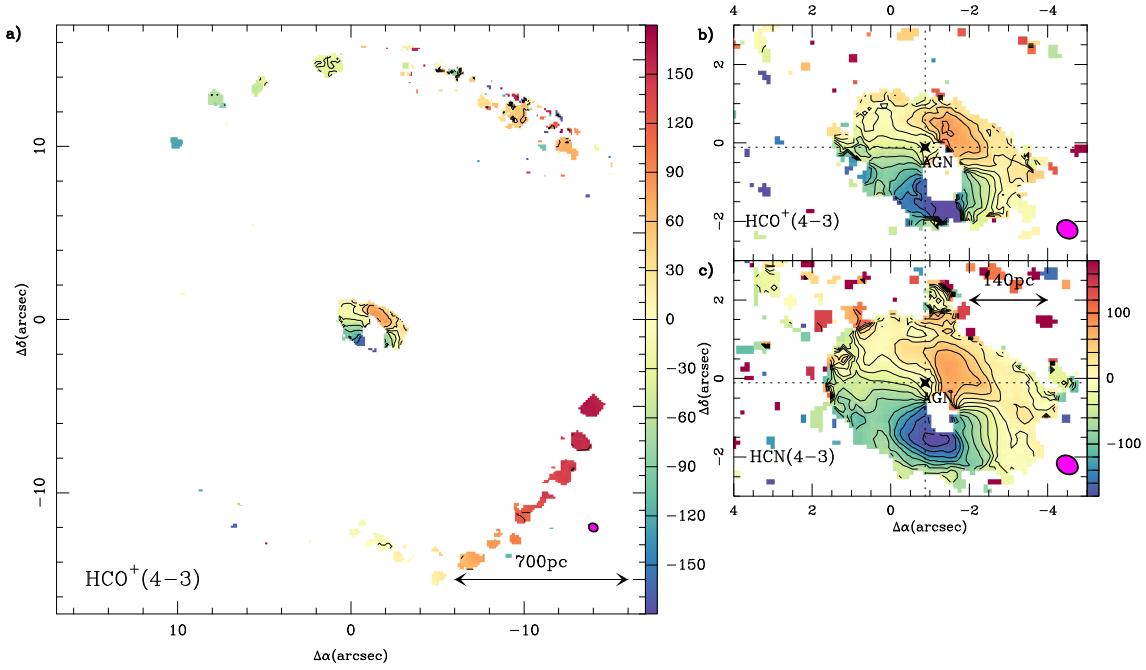 a)
150
120
90
60
30
0
−30
−60
−90
−120
−150
10
0
−10
Δδ(arcsec)
HCO+(4−3)
700pc
10
0
−10
Δα(arcsec)
4
2
0
−2
−4
b)
2
0
−2
AGN
HCO+(4−3)
c)
2
0
−2
Δδ(arcsec)
140pc
AGN
HCN(4−3)
100
0
−100
4
2
0
−2
−4
Δα(arcsec)